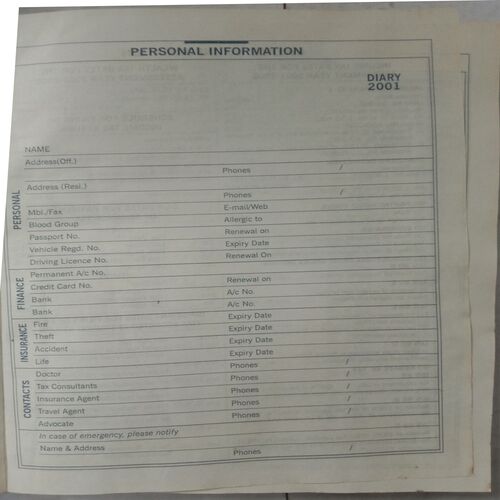 PERSONAL INFORMATION
DIARY
2001
PERSONAL
NAME
Address(Off.)
Phones /
Address (Resi.)
Phones /
Mbl./Fax E-mail/Web
Blood Group Allergic to
Passport No. Renewal on
Vehicle Regd. No. Expiry Date
Driving Licence No. Renewal On
FINANCE
Permanent A/c No.
Credit Card No. Renewal on
Bank A/c No.
Bank A/c No.
INSURANCE
Fire Expiry Date
Theft Expiry Date
Accident Expiry Date
Life Expiry Date
CONTACTS
Doctor Phones /
Tax Consultants Phones /
Insurance Agent Phones /
Travel Agent Phones /
Advocate Phones /
In case of emergency, please notify
Name & Address Phones /